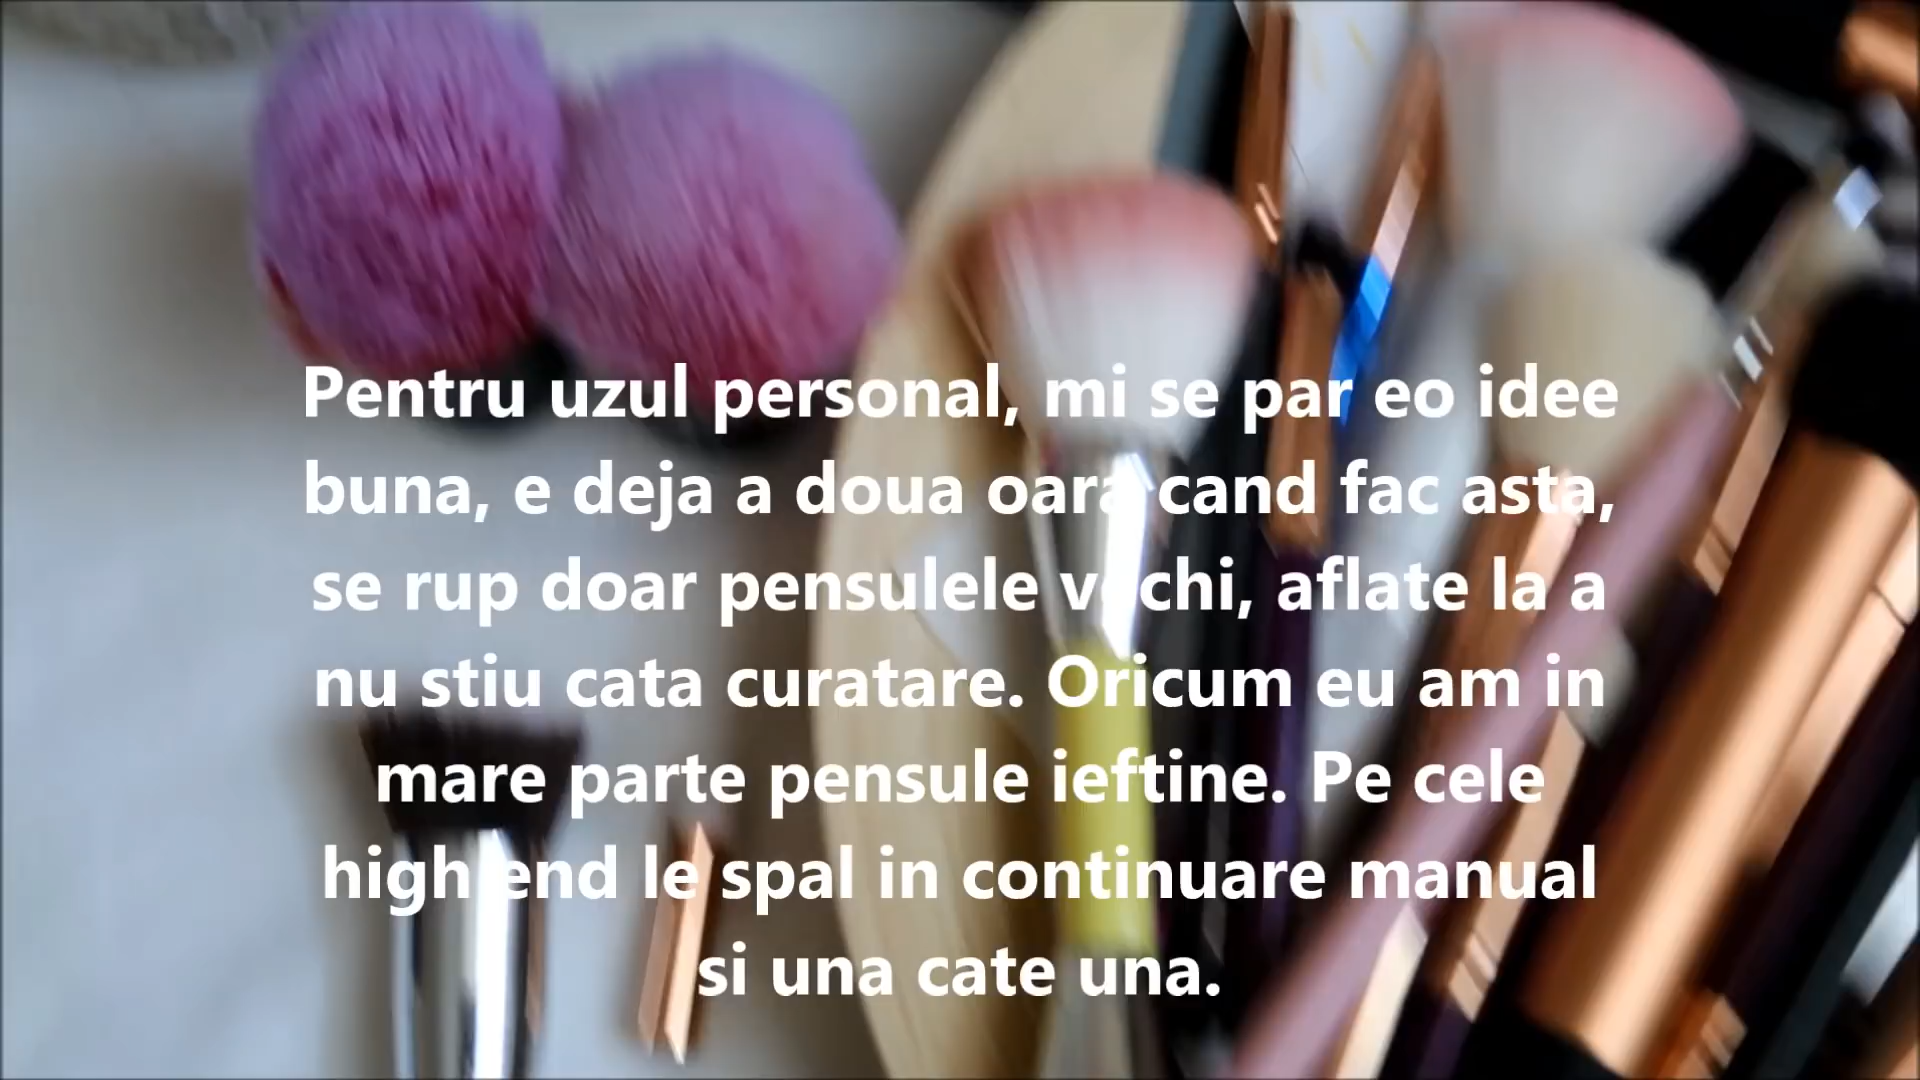 Pentru uzul personal, mi se par eo idee
buna, e deja a doua oara cand fac asta,
se rup doar pensulele vechi, aflate la a
nu stiu cata curatare. Oricum eu am in
mare parte pensule ieftine. Pe cele
high end le spal in continuare manual
si una cate una.